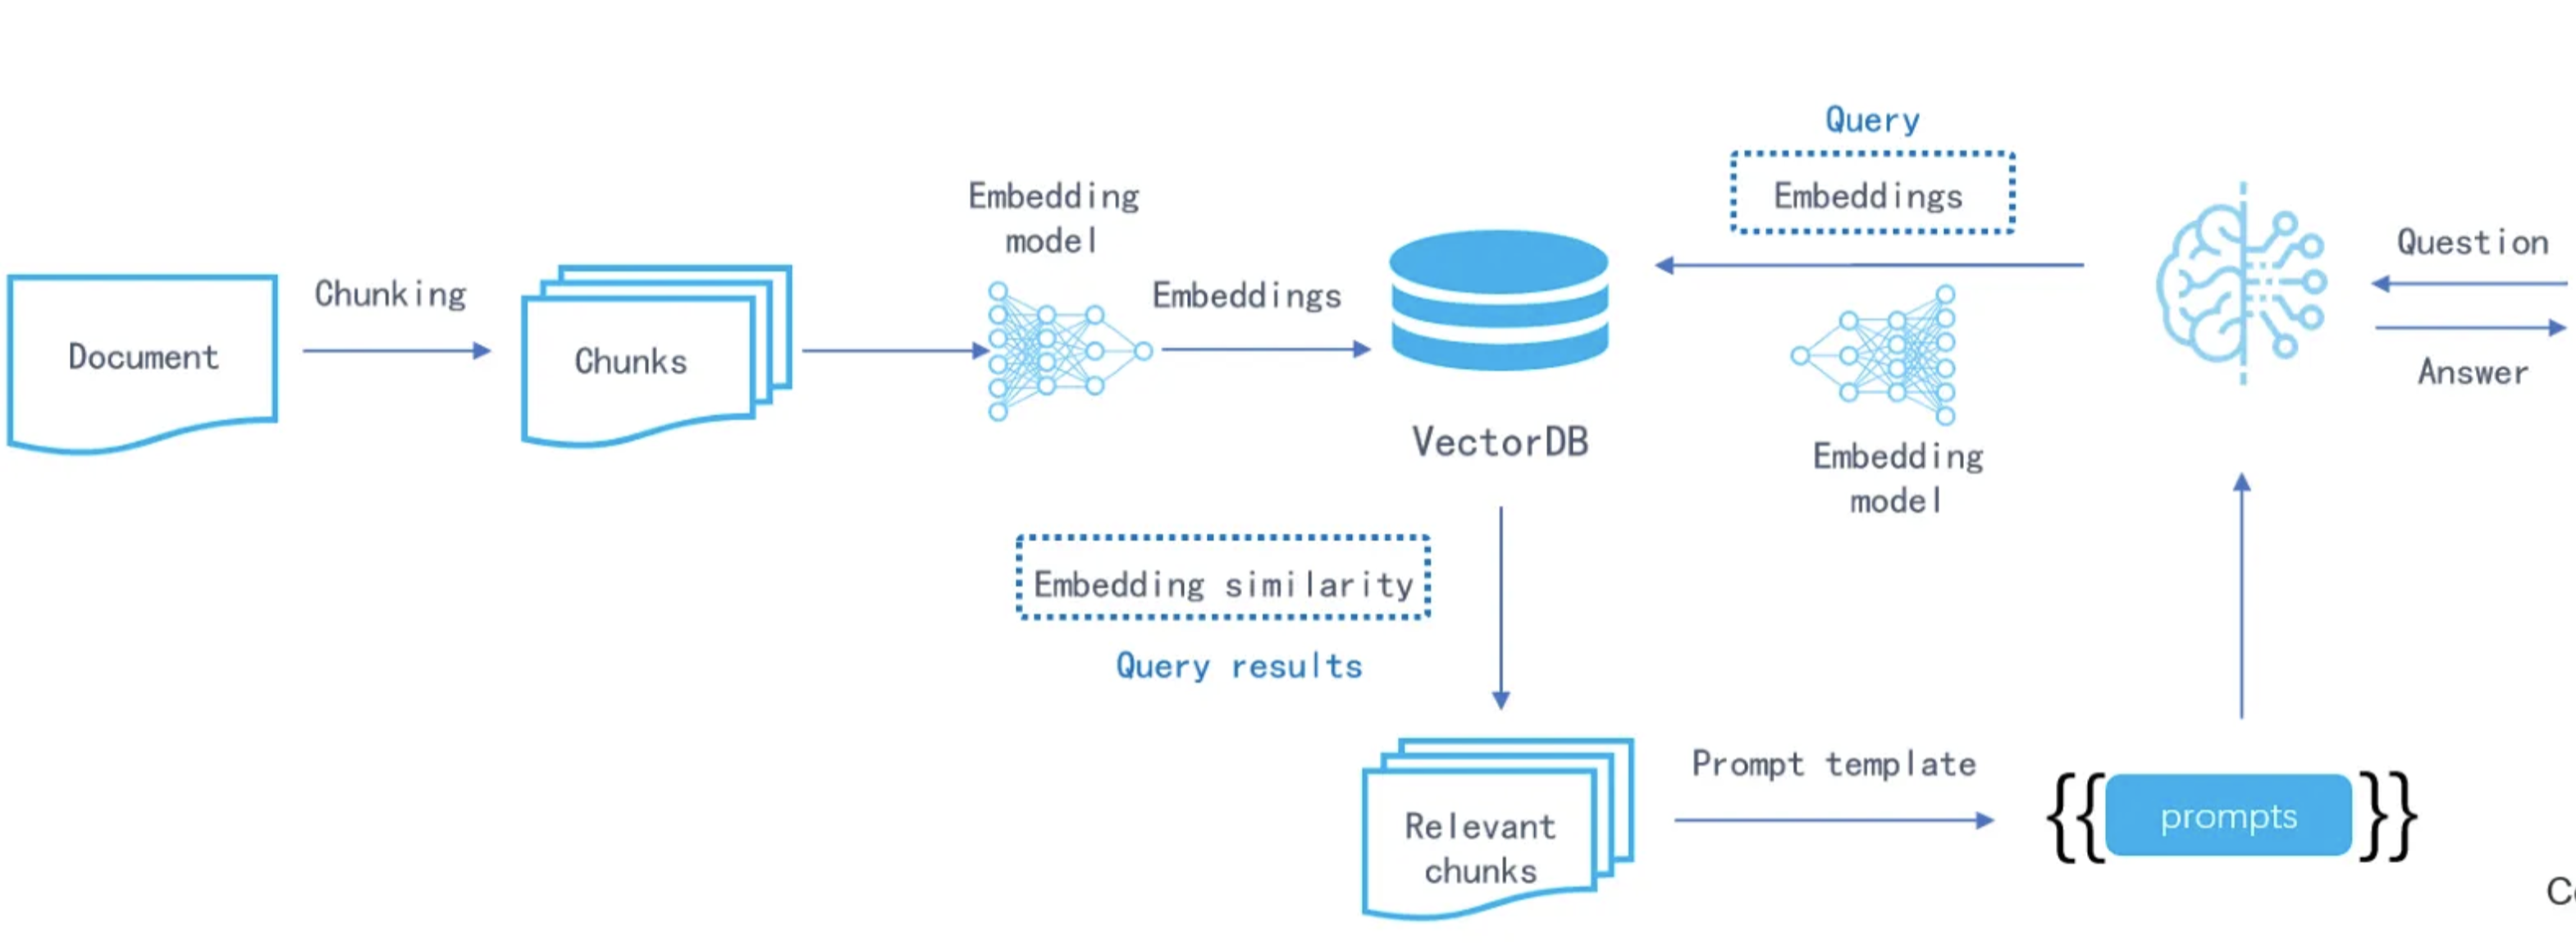 Query
Embedding
model
Embeddings
Question
Chunking
Embeddings
Document
Chunks
Answer
VectorDB
Embedding
model
Embedding similarity
Query results
Prompt template
Relevant
chunks
{{prompts}}